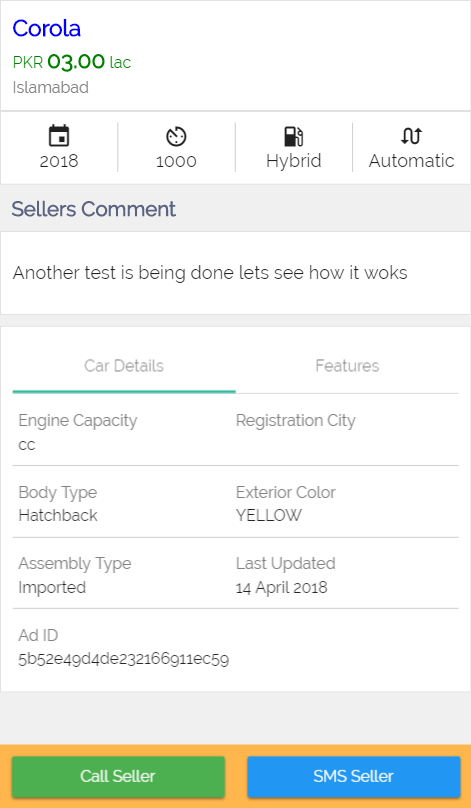 Corola
PKR 03.00 lac
Islamabad
2018 1000 Hybrid Automatic
Sellers Comment
Another test is being done lets see how it woks
Car Details Features
Engine Capacity Registration City
cc
Body Type Exterior Color
Hatchback YELLOW
Assembly Type Last Updated
Imported 14 April 2018
Ad ID
5b52e49d4de232166911ec59
Call Seller SMS Seller